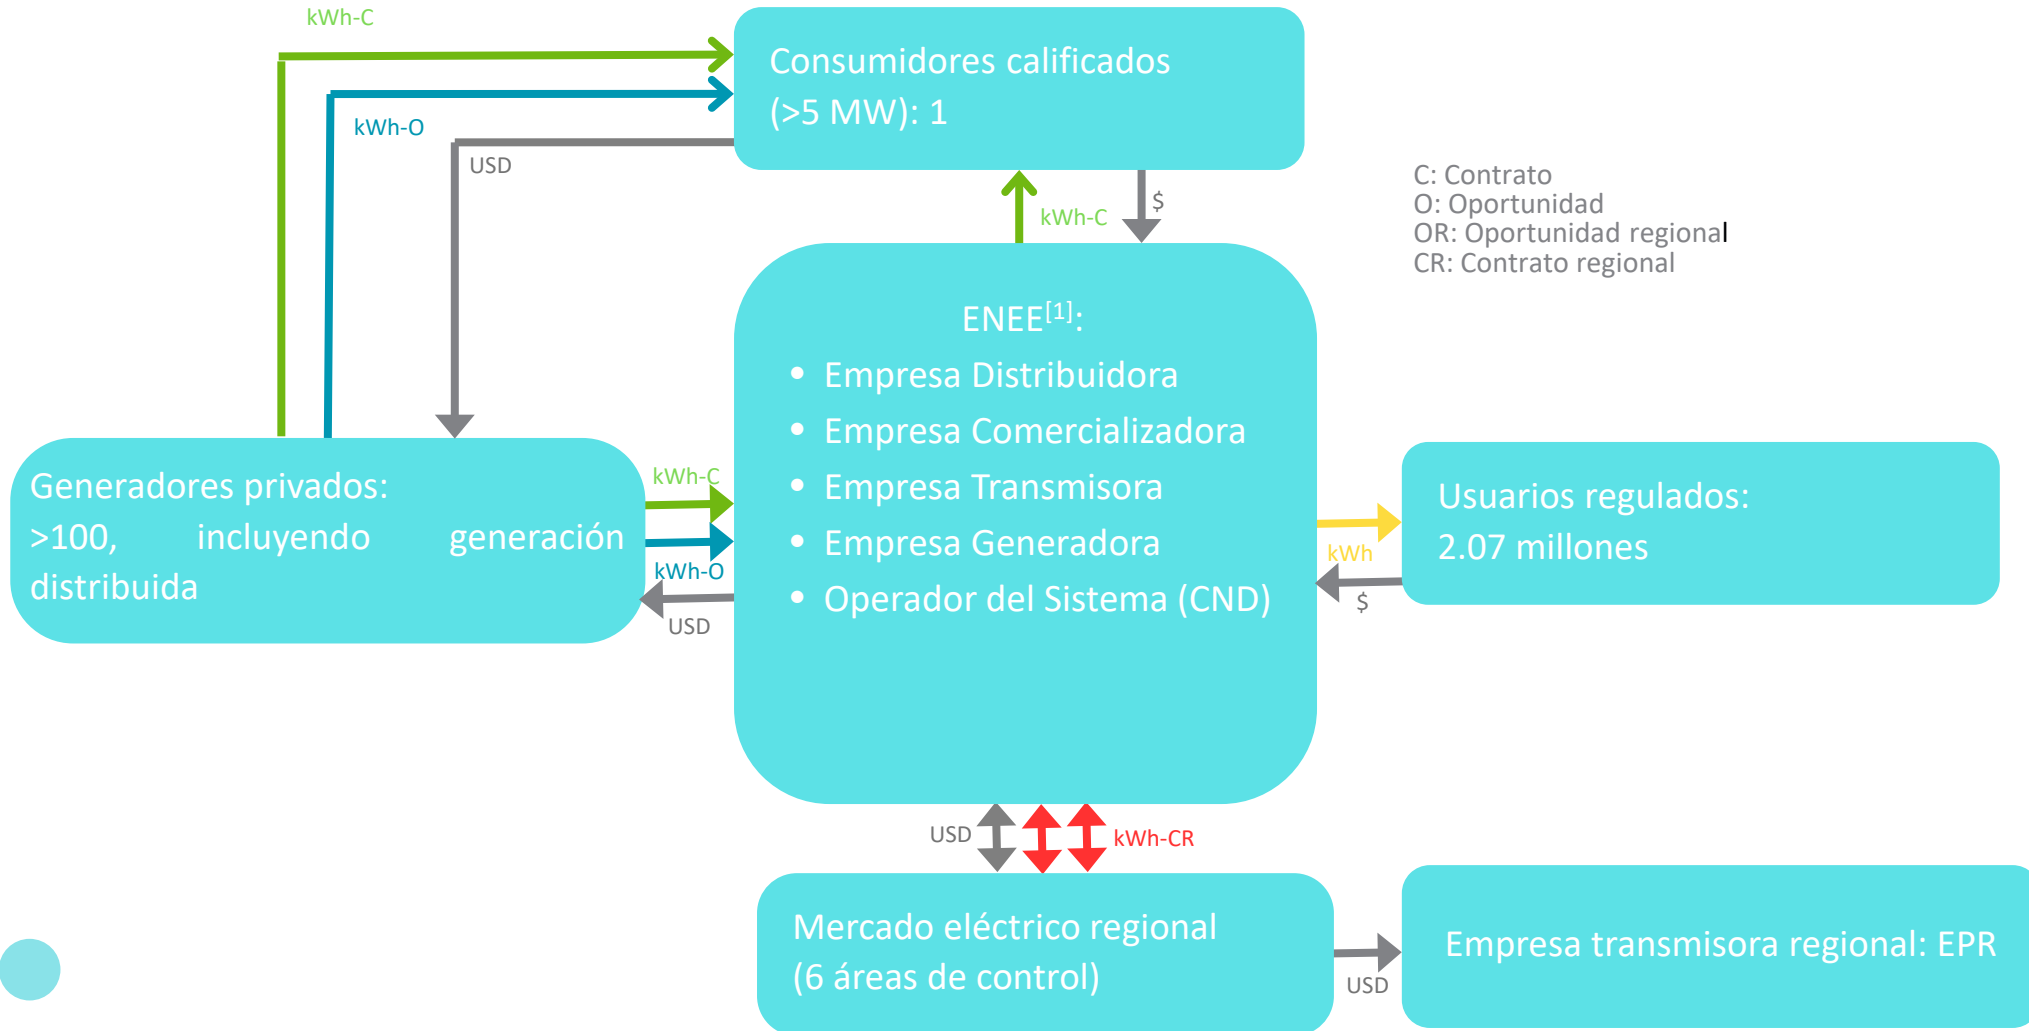 kWh-C
Consumidores calificados
(>5 MW): 1
kWh-O
USD
C: Contrato
O: Oportunidad
OR: Oportunidad regional
CR: Contrato regional
kWh-C
$
ENEE[1]:
• Empresa Distribuidora
• Empresa Comercializadora
• Empresa Transmisora
• Empresa Generadora
• Operador del Sistema (CND)
Generadores privados:
>100, incluyendo generación
distribuida
kWh-C
kWh-O
USD
Usuarios regulados:
2.07 millones
kWh
$
USD
kWh-CR
Mercado eléctrico regional
(6 áreas de control)
USD
Empresa transmisora regional: EPR